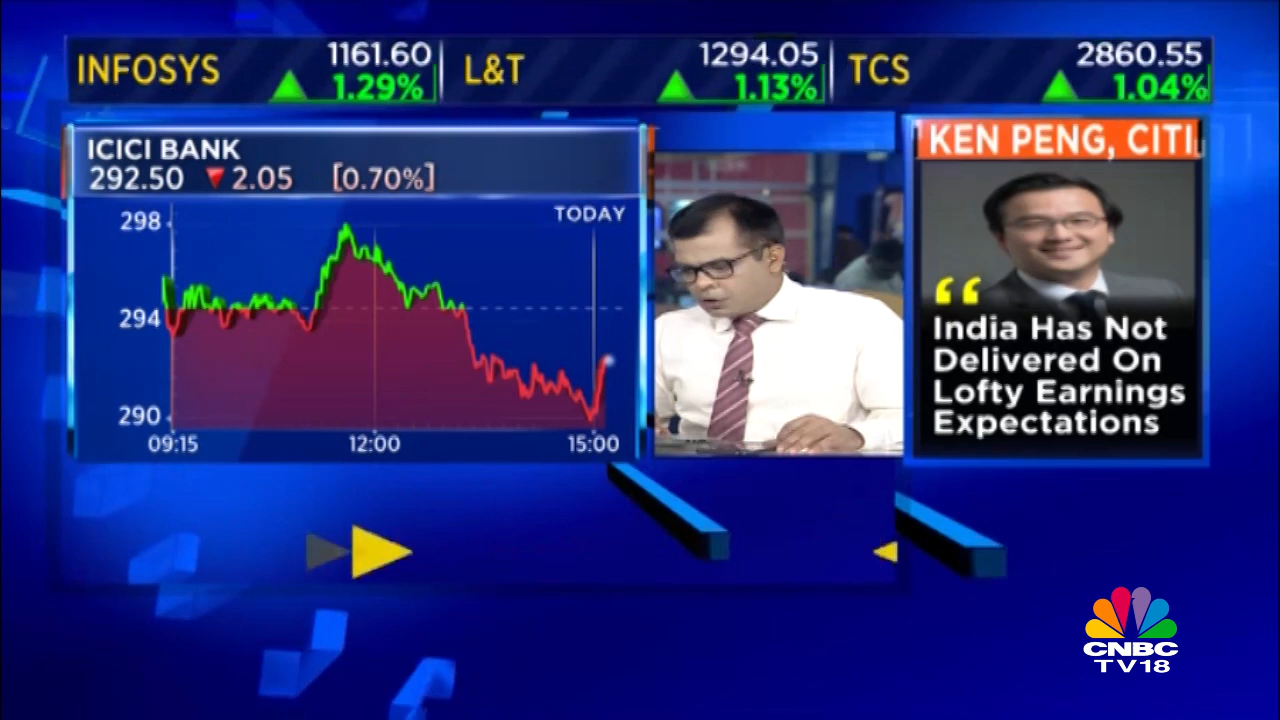 INFOSYS
1161.60
1.29%
L&T
1294.05
1.13%
TCS
2860.55
1.04%
ICICI BANK
292.50 2.05 [0.70%]
TODAY
298
294
290
09:15
12:00
15:00
KEN PENG, CITI
“
India Has Not
Delivered On
Lofty Earnings
Expectations
CNBC
TV18